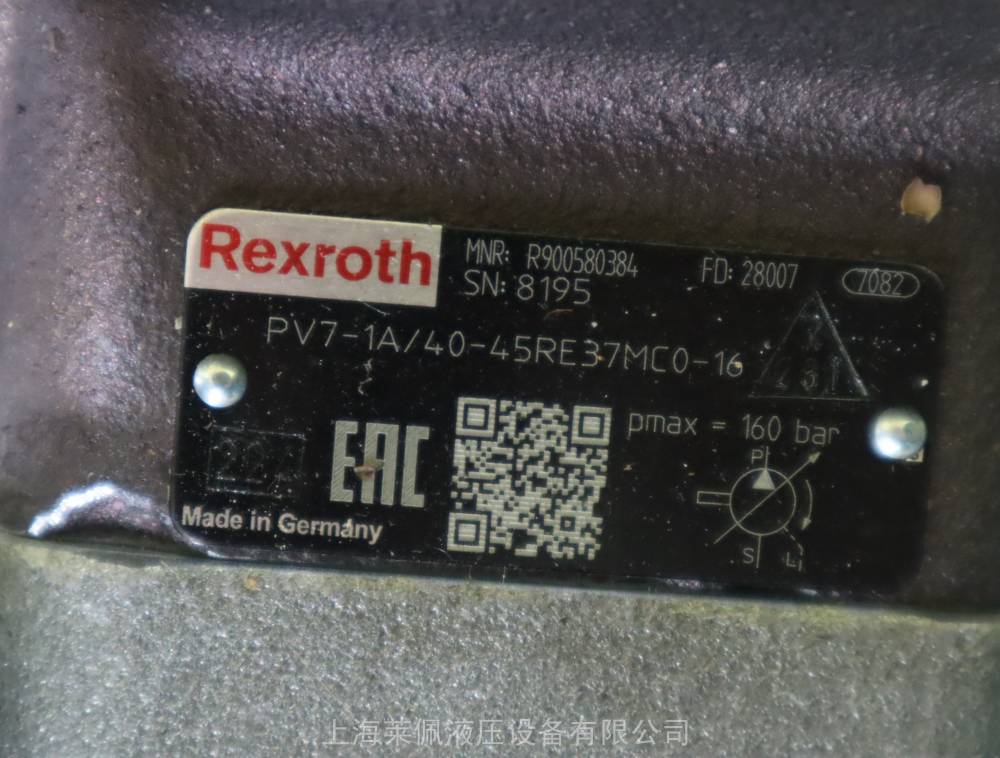 Rexroth
MNR: R900580384
FD: 28007
7082
SN: 8195
PV7-1A/40-45RE37MC0-16
EAC
pmax = 160 bar
P
S
L
Made in Germany
上海莱佩液压设备有限公司